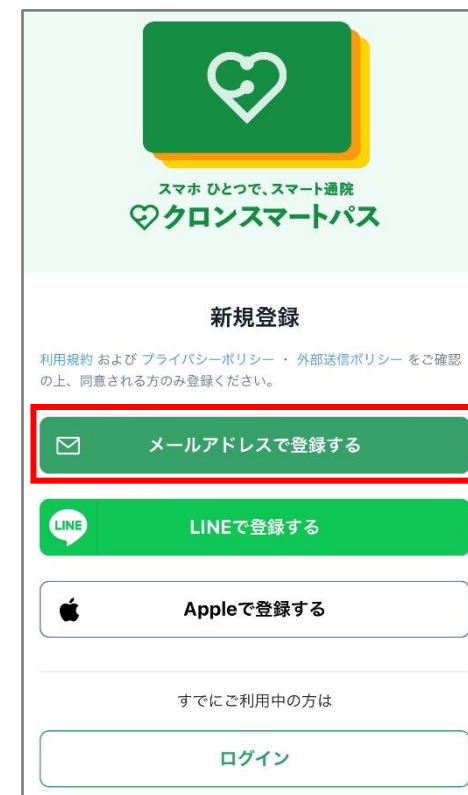 スマホ ひとつで、スマート通院
クロンスマートパス
新規登録
利用規約 および プライバシーポリシー ・ 外部送信ポリシー をご確認
の上、同意される方のみ登録ください。
メールアドレスで登録する
LINE LINEで登録する
Appleで登録する
すでにご利用中の方は
ログイン